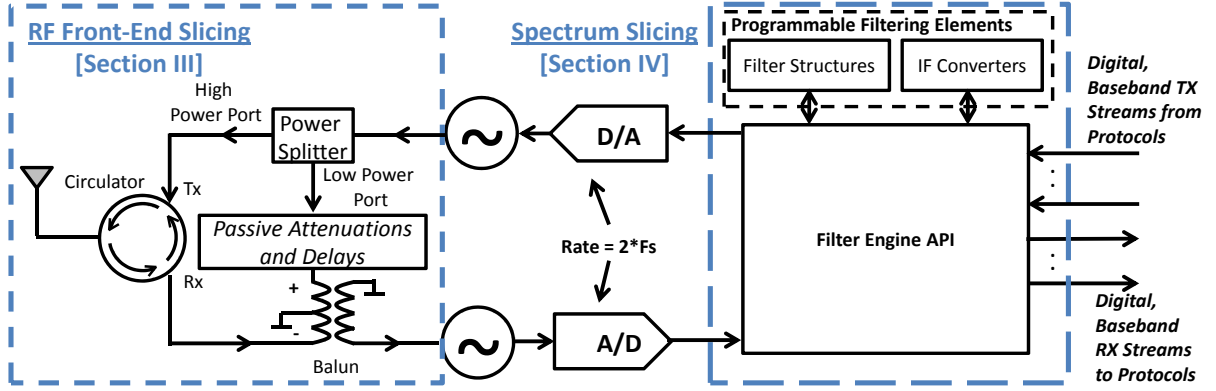 RF Front-End Slicing
[Section III]
High
Power Port
Power
Splitter
Low Power
Port
Circulator
Tx
Passive Attenuations
and Delays
Rx
+
-
Balun
Spectrum Slicing
[Section IV]
~
D/A
Rate = 2*Fs
~
A/D
Programmable Filtering Elements
Filter Structures
IF Converters
Filter Engine API
Digital,
Baseband TX
Streams from
Protocols
:
:
Digital,
Baseband
RX Streams
to Protocols